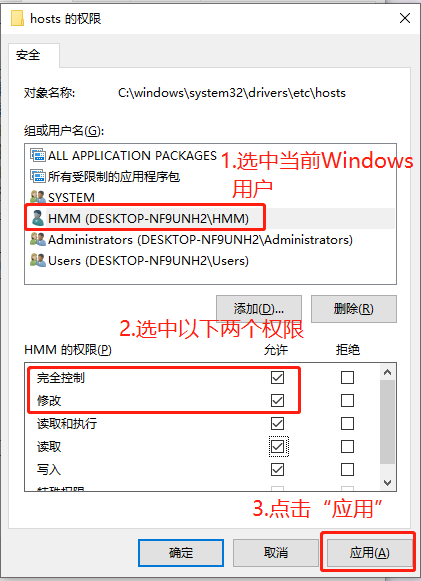 hosts 的权限
安全
对象名称: C:\windows\system32\drivers\etc\hosts
组或用户名(G):
ALL APPLICATION PACKAGES
1.选中当前Windows
用户
所有受限制的应用程序包
SYSTEM
HMM (DESKTOP-NF9UNH2\HMM)
Administrators (DESKTOP-NF9UNH2\Administrators)
Users (DESKTOP-NF9UNH2\Users)
添加(D)... 删除(R)
2.选中以下两个权限
HMM 的权限(P) 允许 拒绝
完全控制
修改
读取和执行
读取
写入
特殊权限
3.点击“应用”
确定 取消 应用(A)